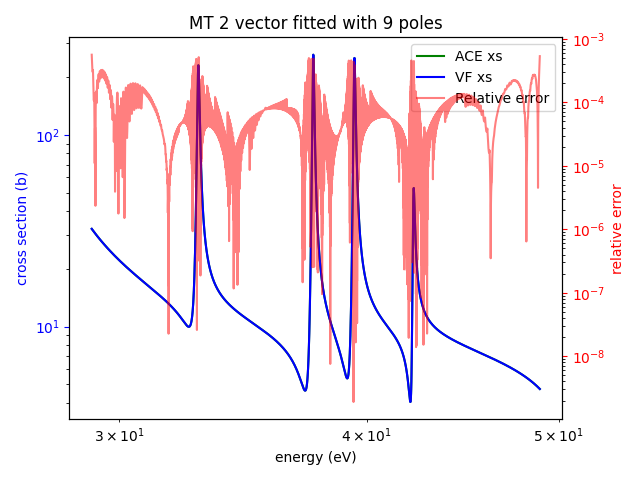 MT 2 vector fitted with 9 poles
ACE xs
VF xs
Relative error
cross section (b)
10²
10¹
relative error
10⁻³
10⁻⁴
10⁻⁵
10⁻⁶
10⁻⁷
10⁻⁸
3 × 10¹
4 × 10¹
5 × 10¹
energy (eV)